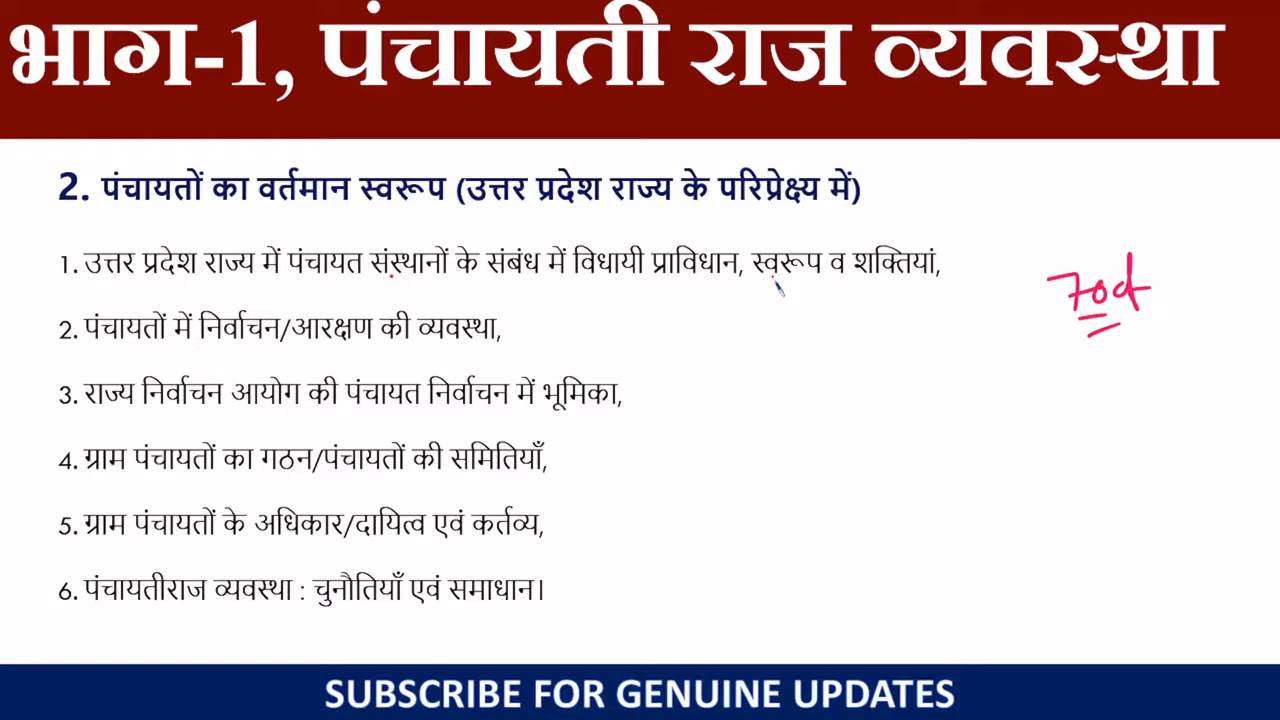 भाग-1, पंचायती राज व्यवस्था
2. पंचायतों का वर्तमान स्वरूप (उत्तर प्रदेश राज्य के परिप्रेक्ष्य में)
1. उत्तर प्रदेश राज्य में पंचायत संस्थानों के संबंध में विधायी प्राविधान, स्वरूप व शक्तियां,
2. पंचायतों में निर्वाचन/आरक्षण की व्यवस्था,
3. राज्य निर्वाचन आयोग की पंचायत निर्वाचन में भूमिका,
4. ग्राम पंचायतों का गठन/पंचायतों की समितियाँ,
5. ग्राम पंचायतों के अधिकार/दायित्व एवं कर्तव्य,
6. पंचायतीराज व्यवस्था : चुनौतियाँ एवं समाधान।
SUBSCRIBE FOR GENUINE UPDATES